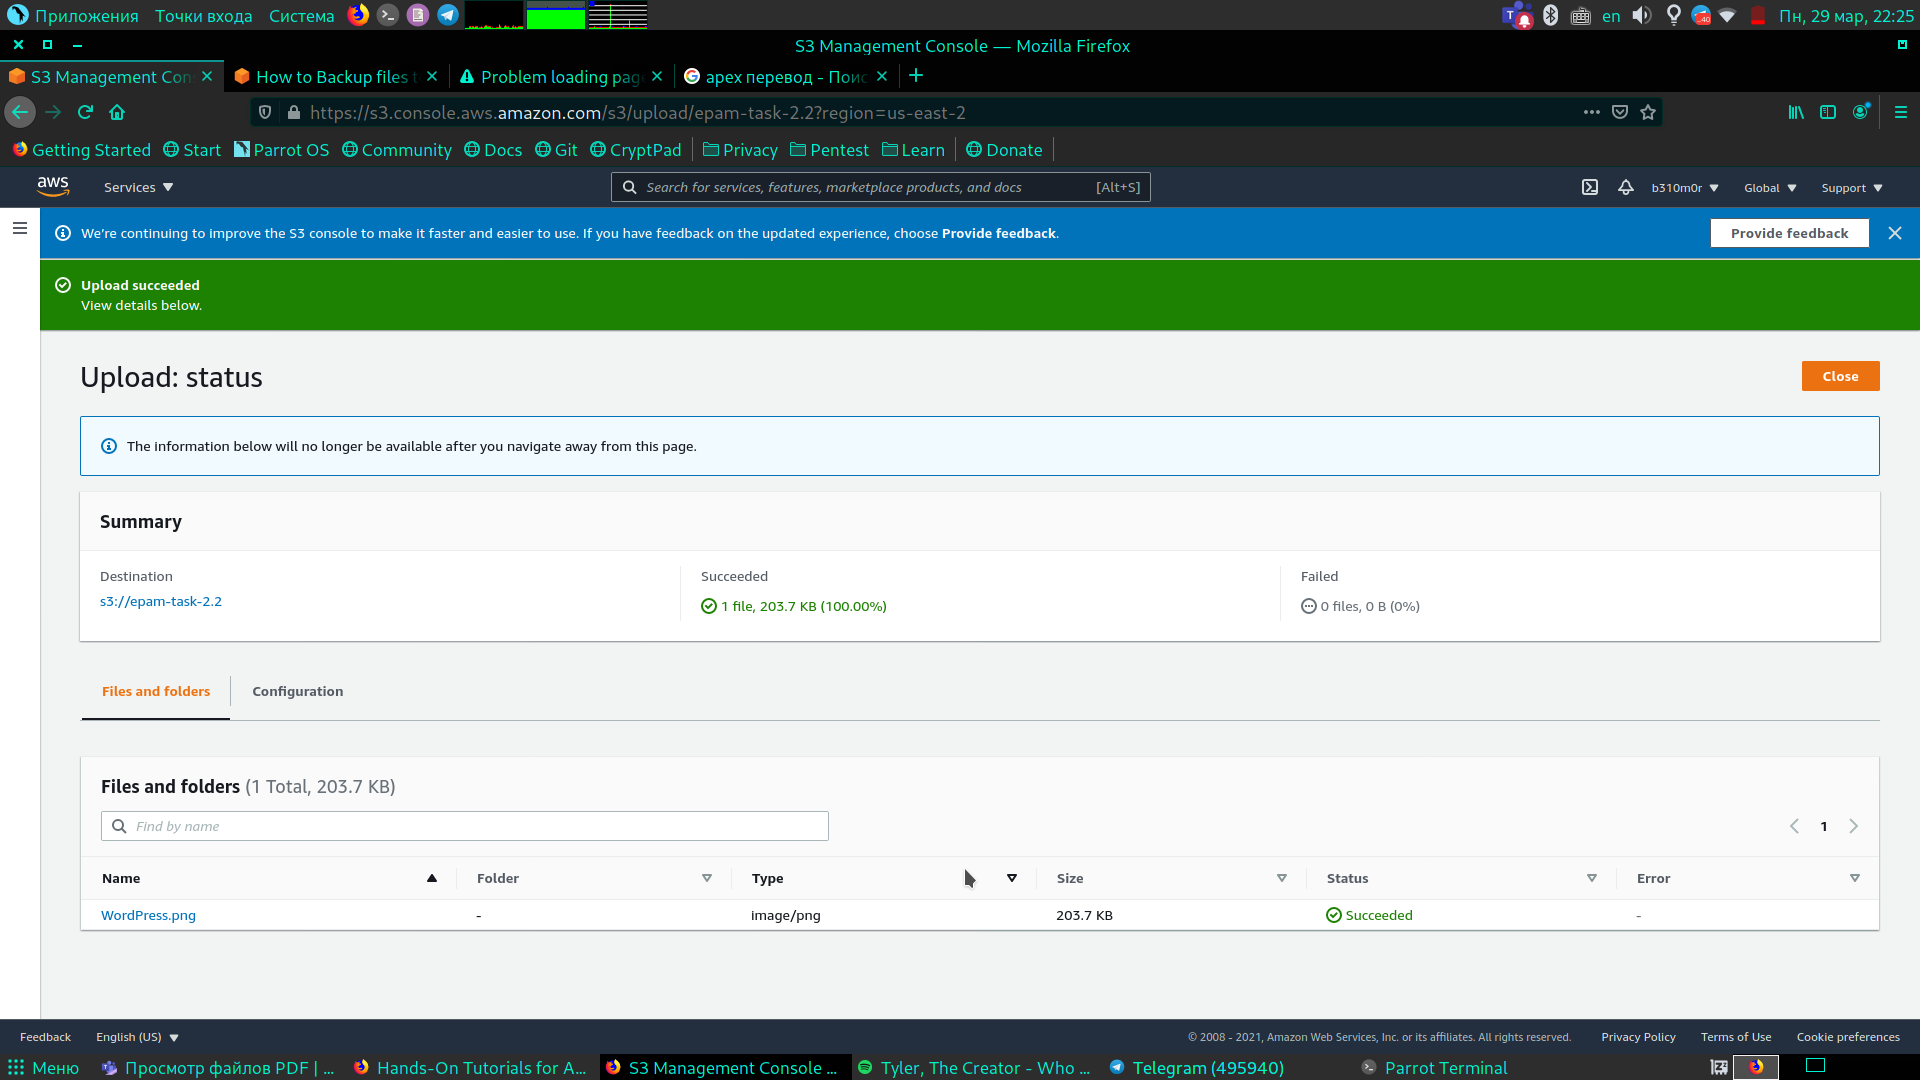 Приложения Точки входа Система en .40 Пн, 29 мар, 22:25
S3 Management Console — Mozilla Firefox
S3 Management Con How to Backup files t Problem loading pag арех перевод - Поис
https://s3.console.aws.amazon.com/s3/upload/epam-task-2.2?region=us-east-2
Getting Started Start Parrot OS Community Docs Git CryptPad Privacy Pentest Learn Donate
aws Services Search for services, features, marketplace products, and docs [Alt+S] b310m0r Global Support
We're continuing to improve the S3 console to make it faster and easier to use. If you have feedback on the updated experience, choose Provide feedback. Provide feedback
Upload succeeded
View details below.
Upload: status Close
The information below will no longer be available after you navigate away from this page.
Summary
Destination Succeeded Failed
s3://epam-task-2.2 1 file, 203.7 KB (100.00%) 0 files, 0 B (0%)
Files and folders Configuration
Files and folders (1 Total, 203.7 KB)
Find by name 1
Name Folder Type Size Status Error
WordPress.png - image/png 203.7 KB Succeeded -
Feedback English (US) © 2008 - 2021, Amazon Web Services, Inc. or its affiliates. All rights reserved. Privacy Policy Terms of Use Cookie preferences
Меню Просмотр файлов PDF | ... Hands-On Tutorials for A... S3 Management Console ... Tyler, The Creator - Who ... Telegram (495940) Parrot Terminal